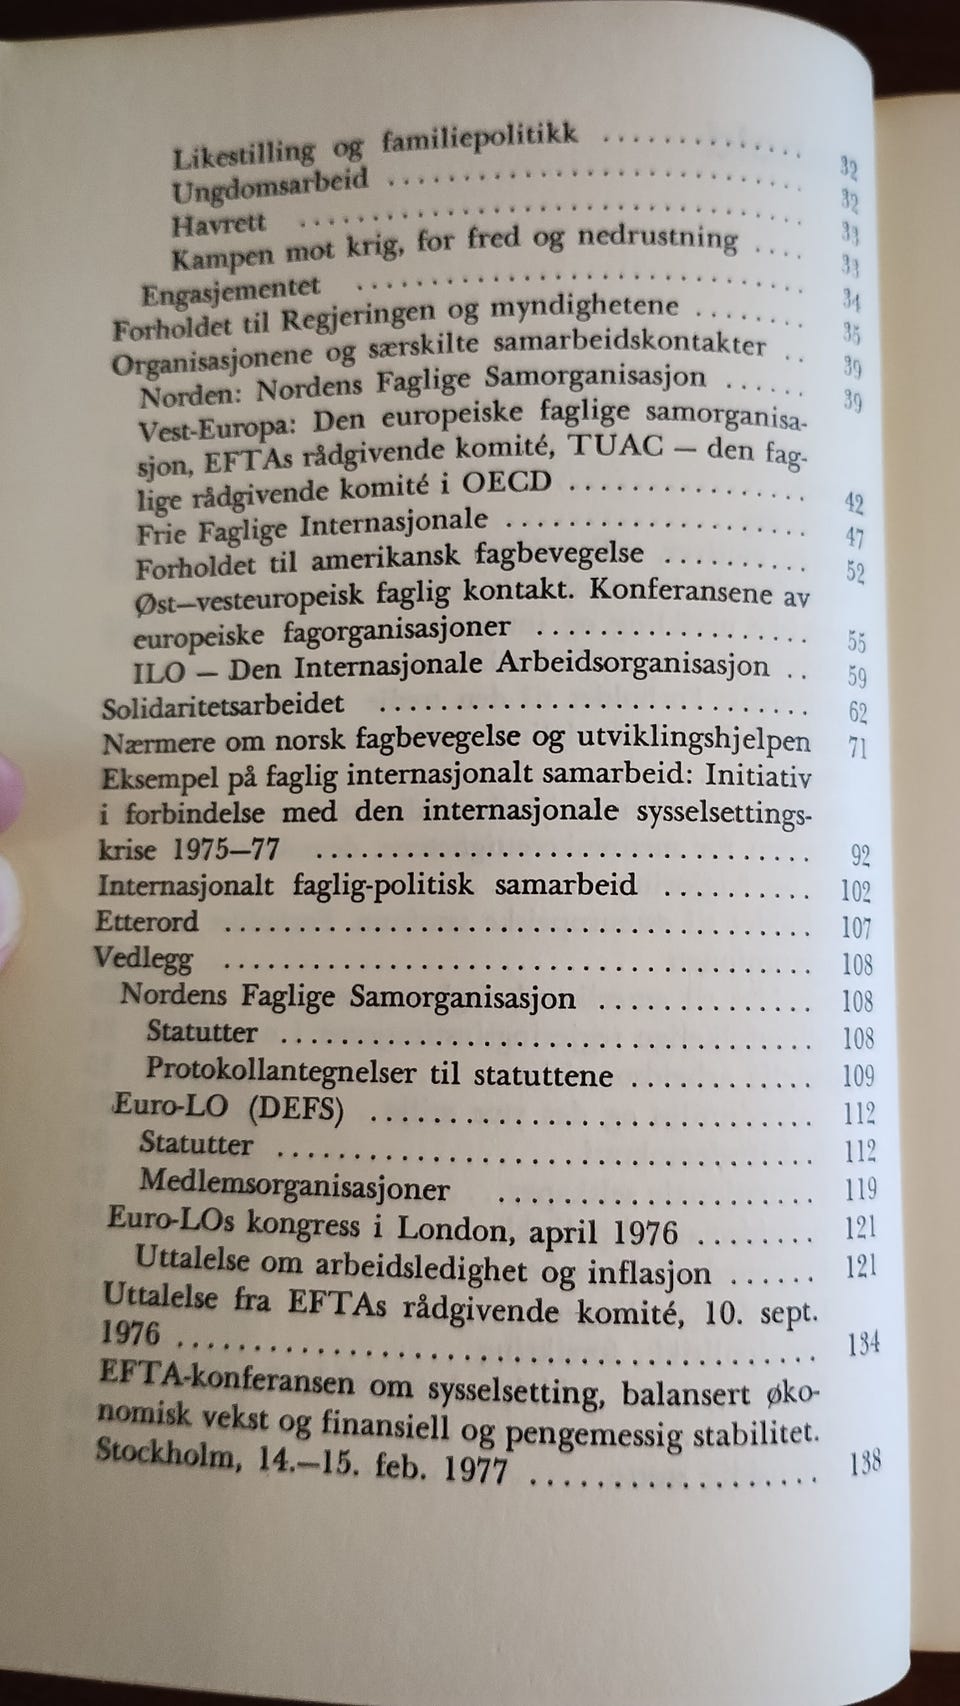 Likestilling og familiepolitikk .............. 32
Ungdomsarbeid ............................ 32
Havrett .................................. 33
Kampen mot krig, for fred og nedrustning .... 33
Engasjementet .............................. 34
Forholdet til Regjeringen og myndighetene ........ 35
Organisasjonene og særskilte samarbeidskontakter .. 39
Norden: Nordens Faglige Samorganisasjon ...... 39
Vest-Europa: Den europeiske faglige samorganisa-
sjon, EFTAs rådgivende komité, TUAC — den fag-
lige rådgivende komité i OECD ................ 42
Frie Faglige Internasjonale .................... 47
Forholdet til amerikansk fagbevegelse .......... 52
Øst—vesteuropeisk faglig kontakt. Konferansene av
europeiske fagorganisasjoner .................. 55
ILO — Den Internasjonale Arbeidsorganisasjon .. 59
Solidaritetsarbeidet ............................. 62
Nærmere om norsk fagbevegelse og utviklingshjelpen 71
Eksempel på faglig internasjonalt samarbeid: Initiativ
i forbindelse med den internasjonale sysselsettings-
krise 1975—77 ................................. 92
Internasjonalt faglig-politisk samarbeid .......... 102
Etterord ....................................... 107
Vedlegg ....................................... 108
Nordens Faglige Samorganisasjon .............. 108
Statutter ................................... 108
Protokollantegnelser til statuttene ............ 109
Euro-LO (DEFS) ............................. 112
Statutter ................................... 112
Medlemsorganisasjoner ..................... 119
Euro-LOs kongress i London, april 1976 ........ 121
Uttalelse om arbeidsledighet og inflasjon ...... 121
Uttalelse fra EFTAs rådgivende komité, 10. sept.
1976 .......................................... 134
EFTA-konferansen om sysselsetting, balansert øko-
nomisk vekst og finansiell og pengemessig stabilitet.
Stockholm, 14.—15. feb. 1977 .................. 138